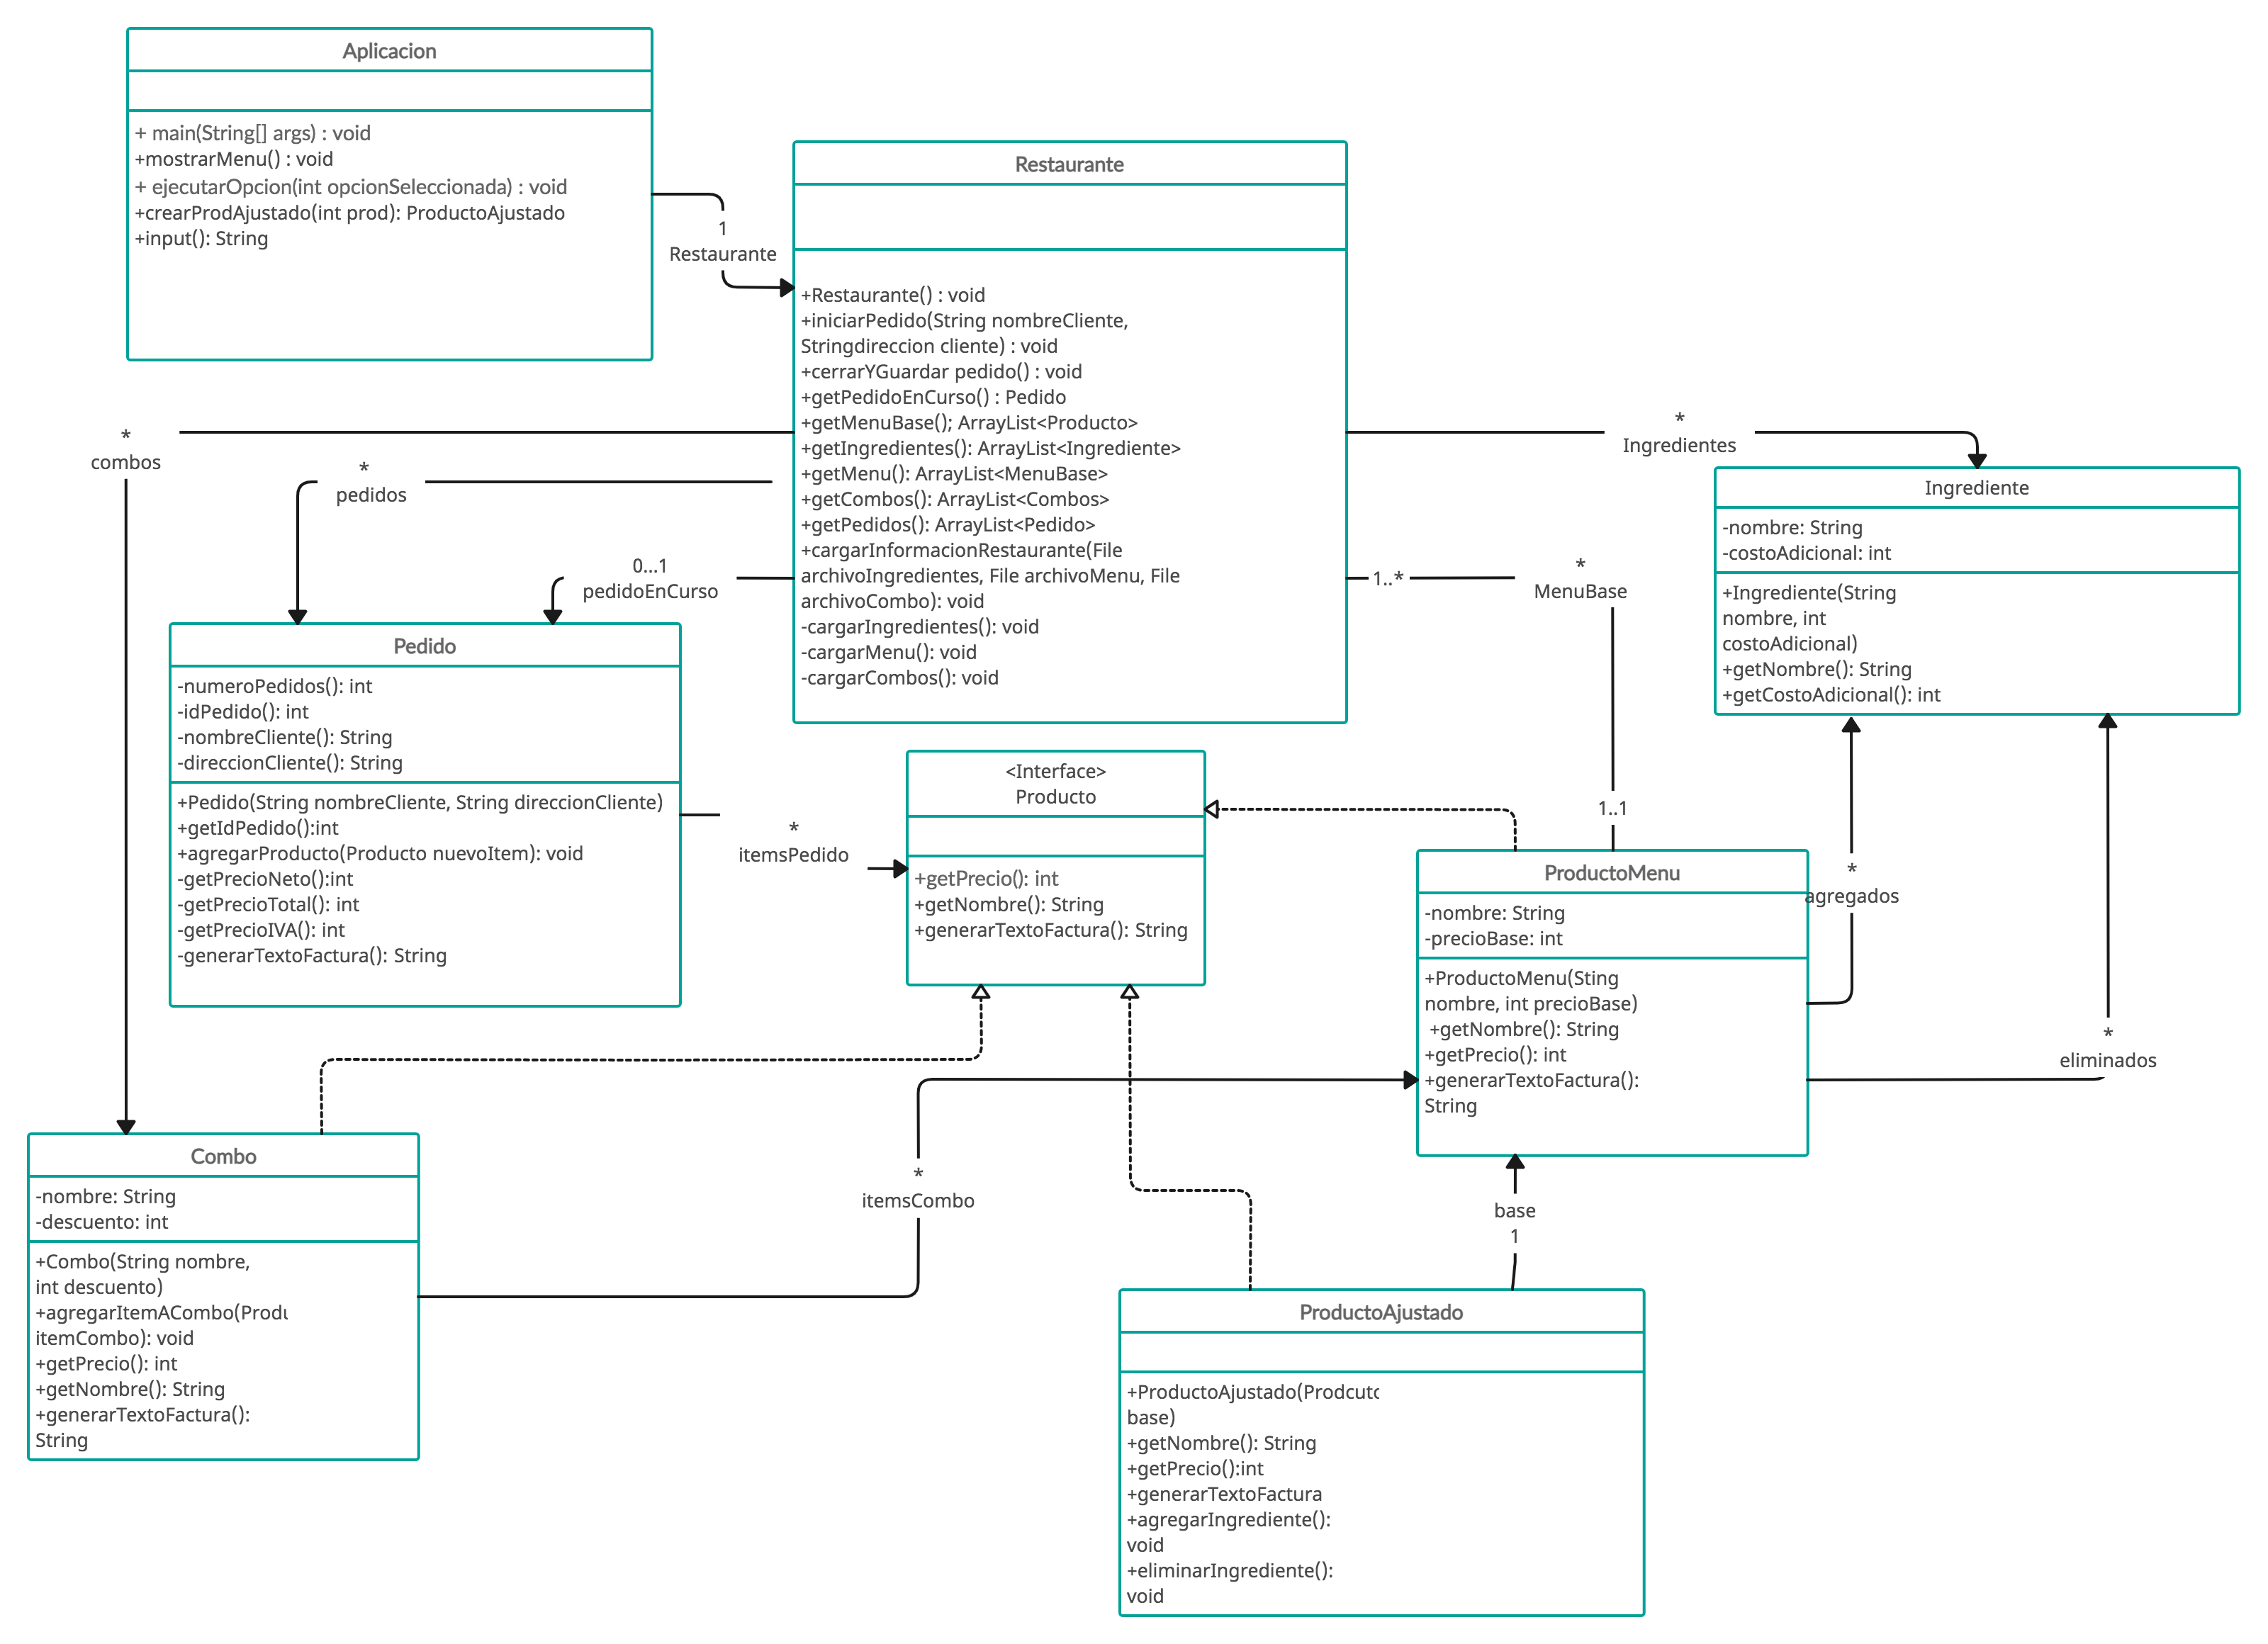 Aplicacion
+ main(String[] args) : void
+mostrarMenu() : void
+ ejecutarOpcion(int opcionSeleccionada) : void
+crearProdAjustado(int prod): ProductoAjustado
+input(): String
1
Restaurante
Restaurante
+Restaurante() : void
+iniciarPedido(String nombreCliente,
Stringdireccion cliente) : void
+cerrarYGuardar pedido() : void
+getPedidoEnCurso() : Pedido
+getMenuBase(); ArrayList<Producto>
+getIngredientes(): ArrayList<Ingrediente>
+getMenu(): ArrayList<MenuBase>
+getCombos(): ArrayList<Combos>
+getPedidos(): ArrayList<Pedido>
+cargarInformacionRestaurante(File
archivoIngredientes, File archivoMenu, File
archivoCombo): void
-cargarIngredientes(): void
-cargarMenu(): void
-cargarCombos(): void
*
combos
*
pedidos
0...1
pedidoEnCurso
*
Ingredientes
1..*
*
MenuBase
1..1
Ingrediente
-nombre: String
-costoAdicional: int
+Ingrediente(String
nombre, int
costoAdicional)
+getNombre(): String
+getCostoAdicional(): int
Pedido
-numeroPedidos(): int
-idPedido(): int
-nombreCliente(): String
-direccionCliente(): String
+Pedido(String nombreCliente, String direccionCliente)
+getIdPedido():int
+agregarProducto(Producto nuevoItem): void
-getPrecioNeto():int
-getPrecioTotal(): int
-getPrecioIVA(): int
-generarTextoFactura(): String
*
itemsPedido
<Interface>
Producto
+getPrecio(): int
+getNombre(): String
+generarTextoFactura(): String
ProductoMenu
-nombre: String
-precioBase: int
+ProductoMenu(Sting
nombre, int precioBase)
+getNombre(): String
+getPrecio(): int
+generarTextoFactura():
String
*
agregados
*
eliminados
Combo
-nombre: String
-descuento: int
+Combo(String nombre,
int descuento)
+agregarItemACombo(Produ
itemCombo): void
+getPrecio(): int
+getNombre(): String
+generarTextoFactura():
String
*
itemsCombo
base
1
ProductoAjustado
+ProductoAjustado(Prodcuto
base)
+getNombre(): String
+getPrecio():int
+generarTextoFactura
+agregarIngrediente():
void
+eliminarIngrediente():
void